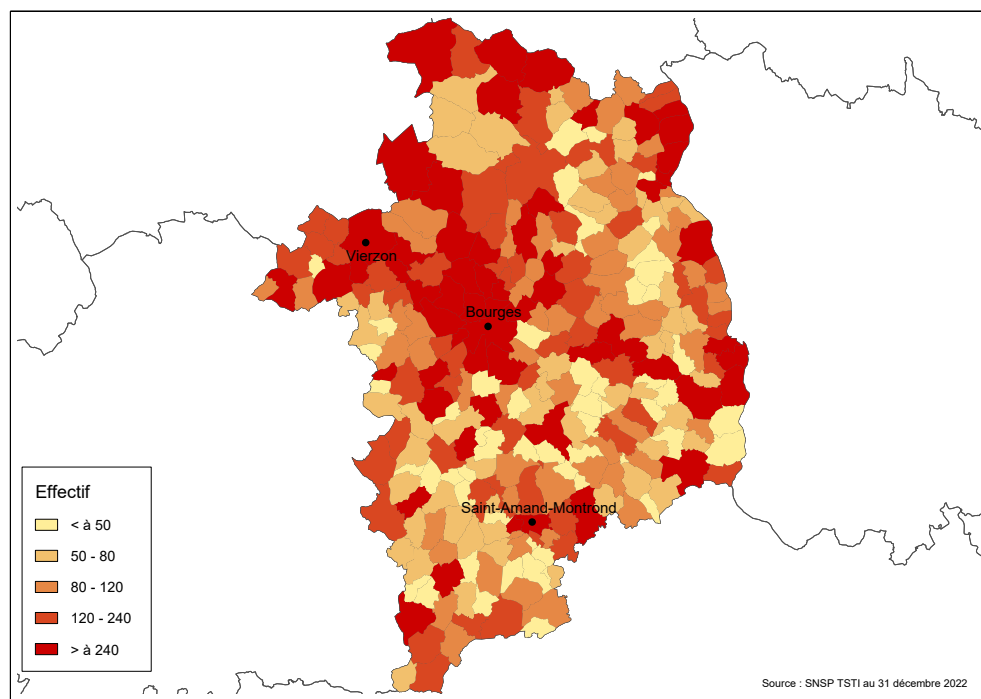 Vierzon
Bourges
Saint-Amand-Montrond
Effectif
< à 50
50 - 80
80 - 120
120 - 240
> à 240
Source : SNSP TSTI au 31 décembre 2022